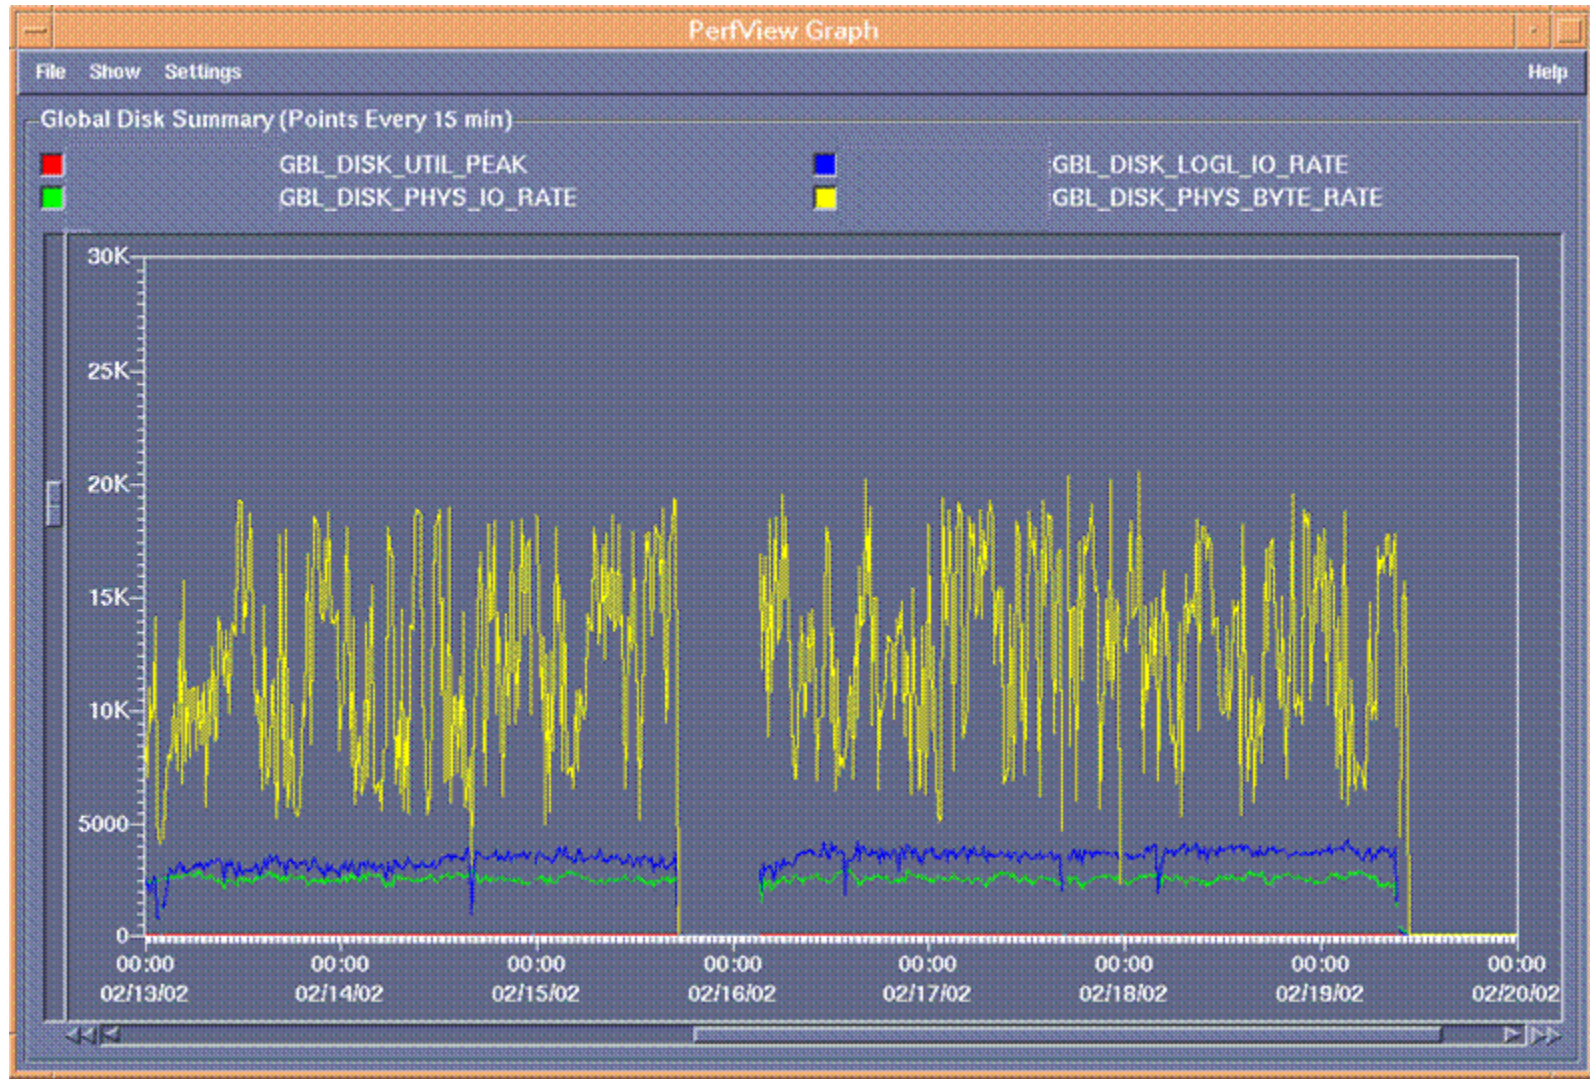 PerfView Graph
File Show Settings Help
Global Disk Summary (Points Every 15 min)
GBL_DISK_UTIL_PEAK GBL_DISK_LOGL_IO_RATE
GBL_DISK_PHYS_IO_RATE GBL_DISK_PHYS_BYTE_RATE
30K
25K
20K
15K
10K
5000
0
00:00 00:00 00:00 00:00 00:00 00:00 00:00 00:00
02/13/02 02/14/02 02/15/02 02/16/02 02/17/02 02/18/02 02/19/02 02/20/02